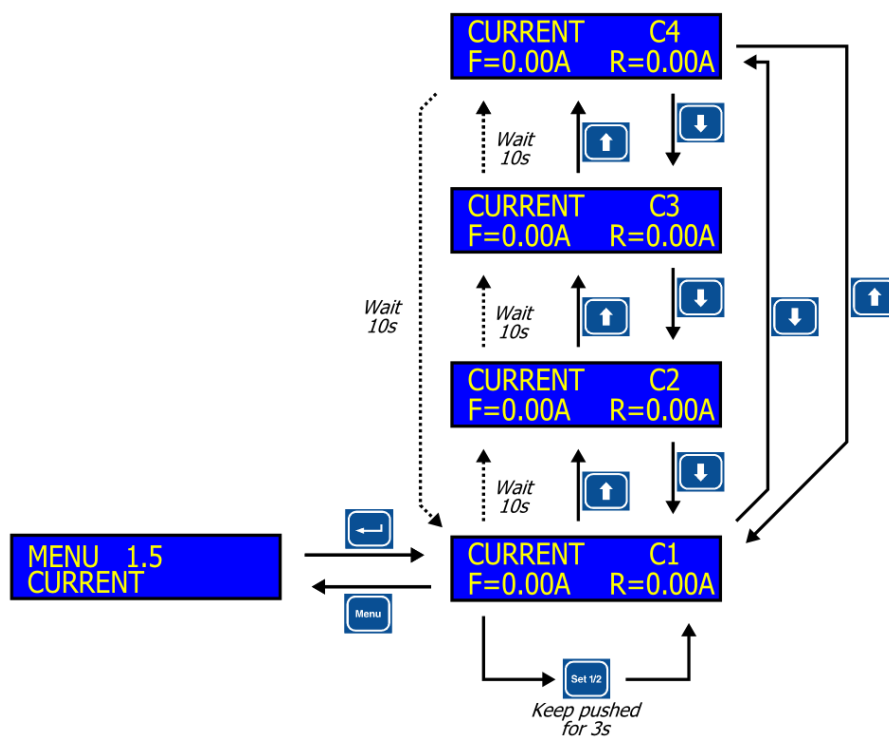 CURRENT C4
F=0.00A R=0.00A
Wait
10s
CURRENT C3
F=0.00A R=0.00A
Wait
10s
Wait
10s
CURRENT C2
F=0.00A R=0.00A
Wait
10s
MENU 1.5
CURRENT
CURRENT C1
F=0.00A R=0.00A
Menu
Set 1/2
Keep pushed
for 3s